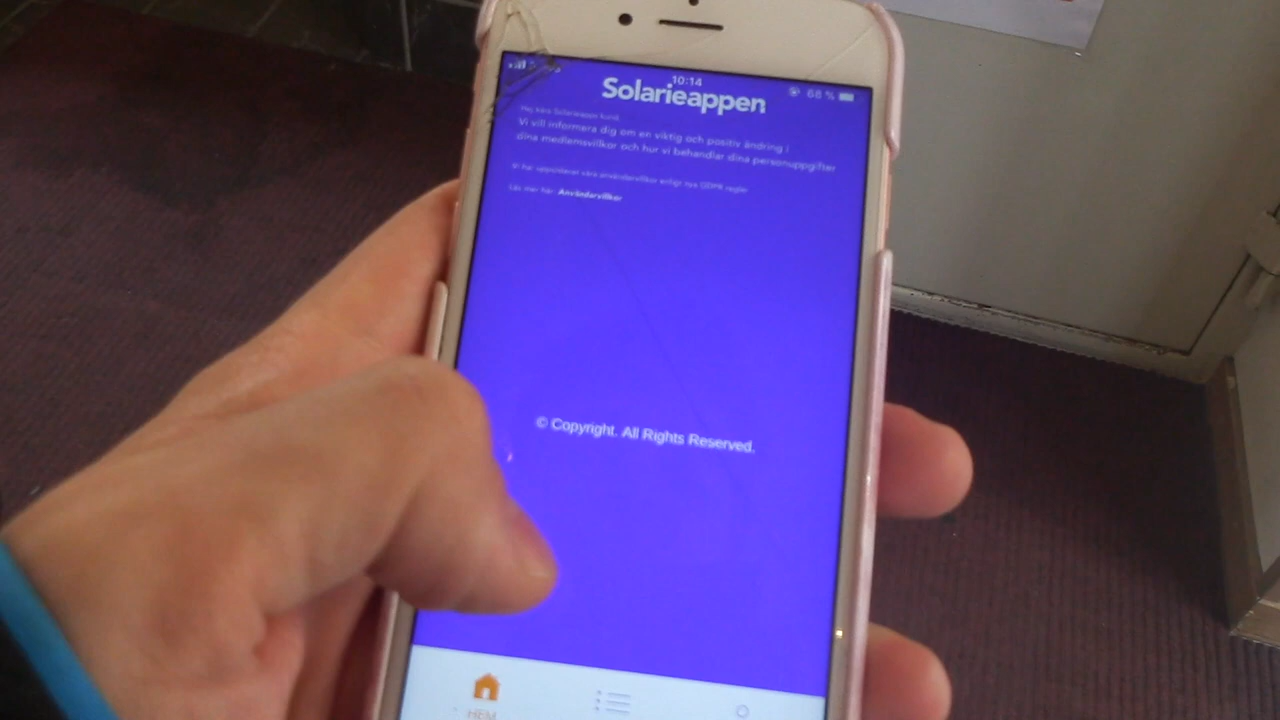 10:14
68 %
Solarieappen
Hej kära Solarieappen kund.
Vi vill informera dig om en viktig och positiv ändring i
dina medlemsvillkor och hur vi behandlar dina personuppgifter
Vi har uppdaterat våra användarvillkor enligt nya GDPR regler
Läs mer här: Användarvillkor
© Copyright. All Rights Reserved.
HEM